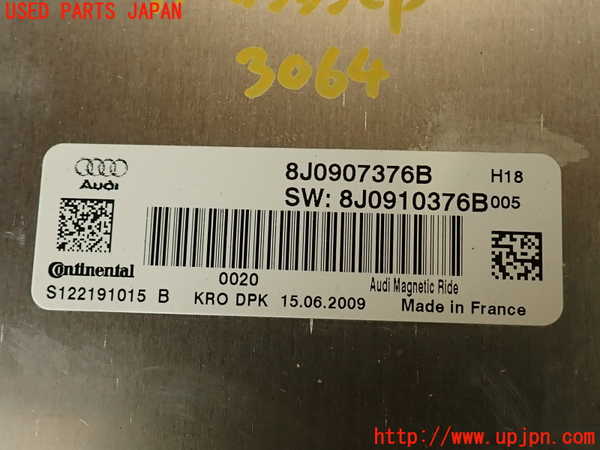 USED PARTS JAPAN
3064
8J0907376B H18
SW: 8J0910376B 005
Audi
Continental
0020 Audi Magnetic Ride
S122191015 B KRO DPK 15.06.2009 Made in France
http://www.upjpn.com/